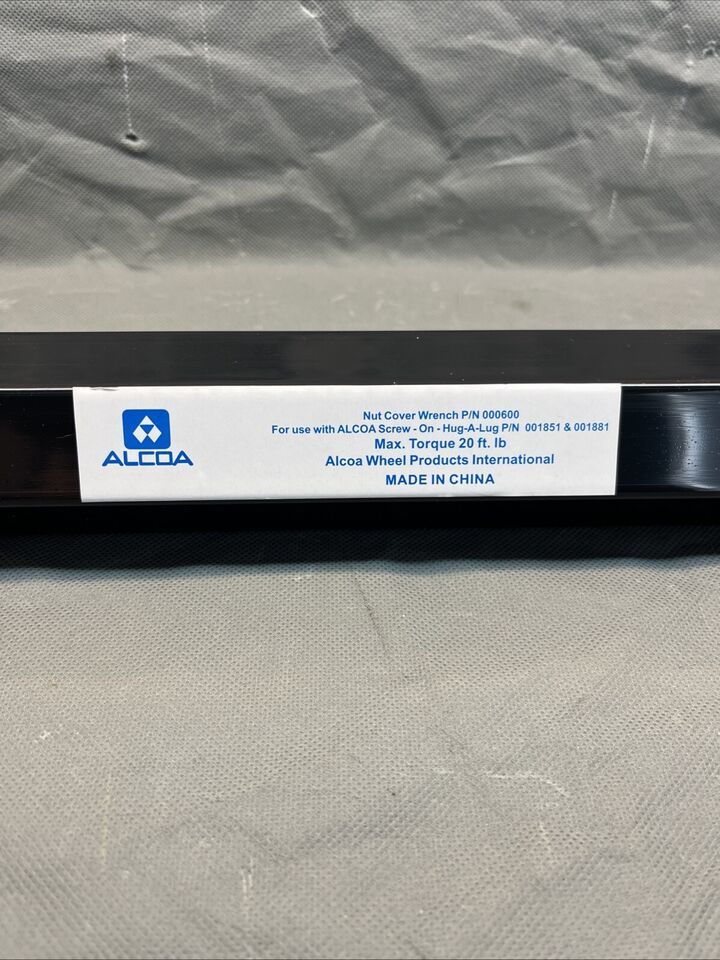 ALCOA
Nut Cover Wrench P/N 000600
For use with ALCOA Screw - On - Hug-A-Lug P/N 001851 & 001881
Max. Torque 20 ft. lb
Alcoa Wheel Products International
MADE IN CHINA